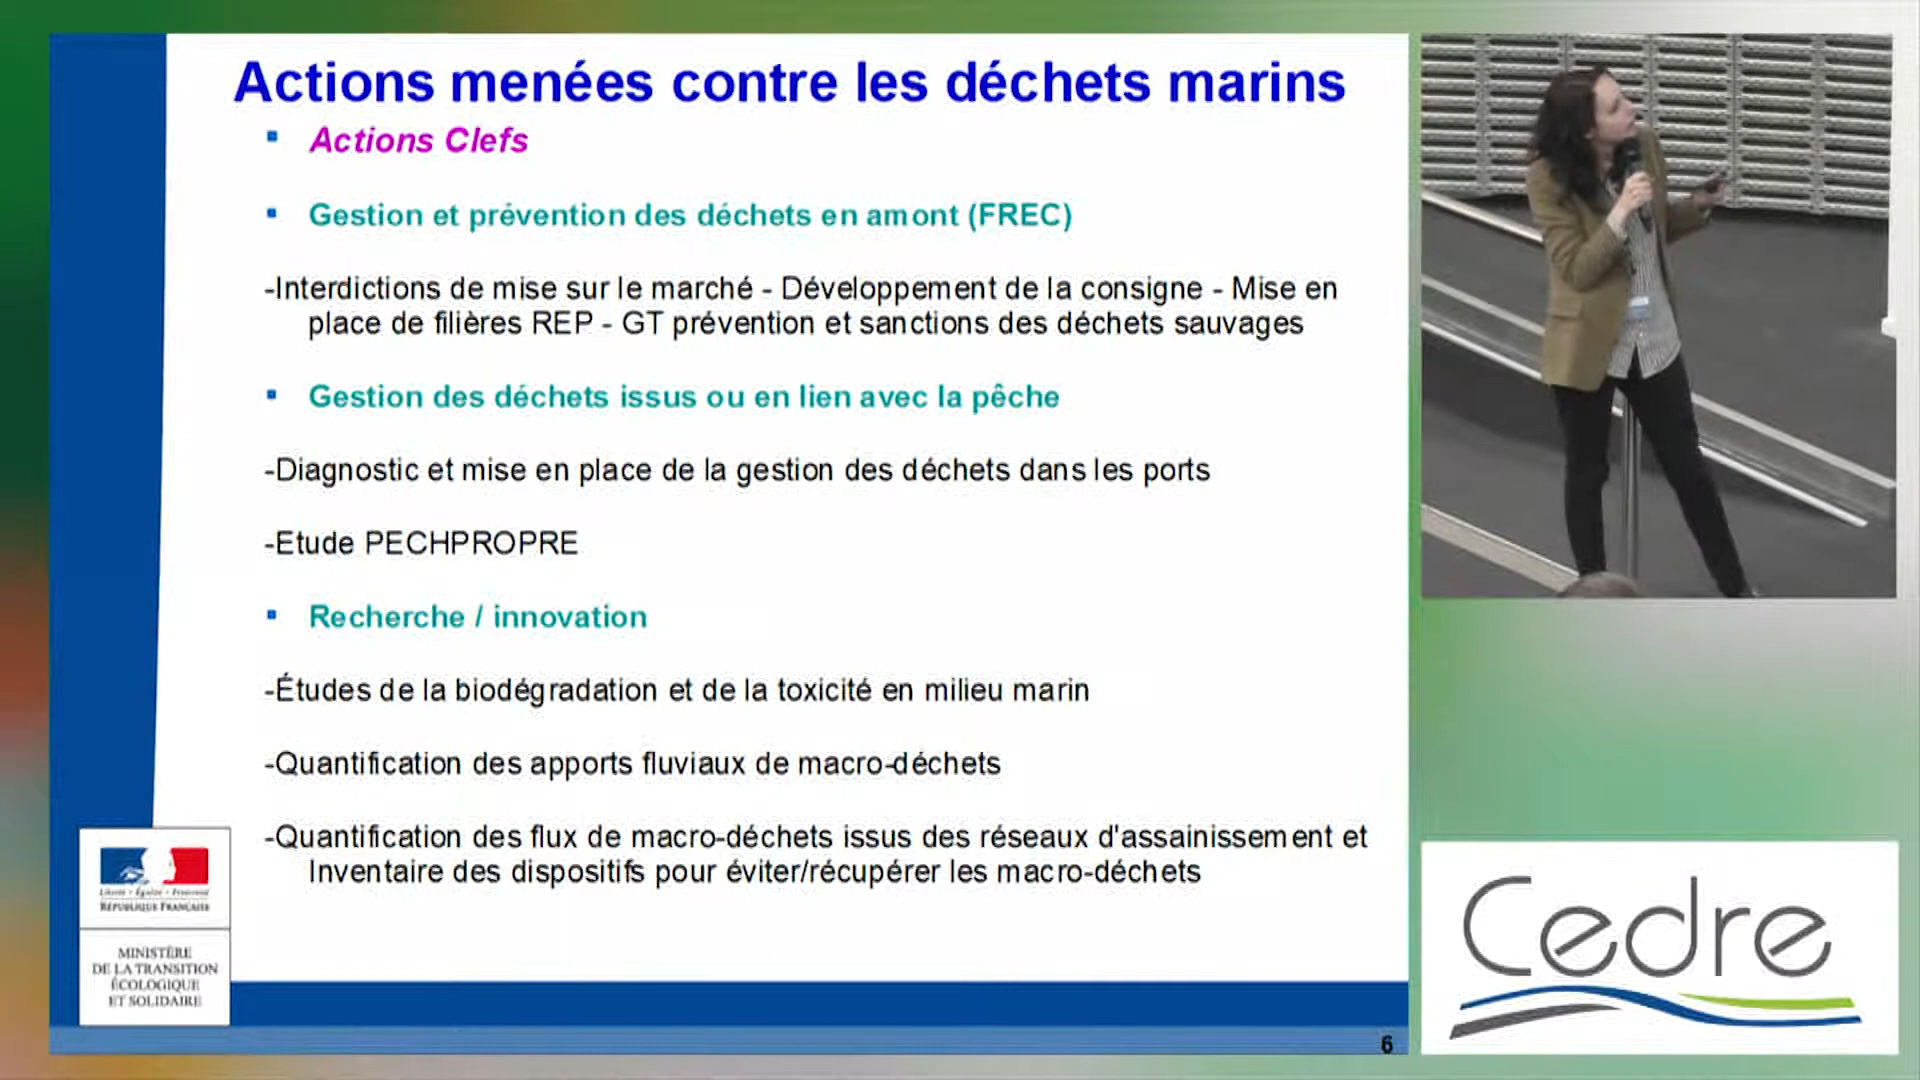 Actions menées contre les déchets marins
Actions Clefs
Gestion et prévention des déchets en amont (FREC)
-Interdictions de mise sur le marché - Développement de la consigne - Mise en
place de filières REP - GT prévention et sanctions des déchets sauvages
Gestion des déchets issus ou en lien avec la pêche
-Diagnostic et mise en place de la gestion des déchets dans les ports
-Etude PECHPROPRE
Recherche / innovation
-Études de la biodégradation et de la toxicité en milieu marin
-Quantification des apports fluviaux de macro-déchets
-Quantification des flux de macro-déchets issus des réseaux d'assainissement et
Inventaire des dispositifs pour éviter/récupérer les macro-déchets
Liberté • Égalité • Fraternité
RÉPUBLIQUE FRANÇAISE
MINISTÈRE
DE LA TRANSITION
ÉCOLOGIQUE
ET SOLIDAIRE
6
Cedre